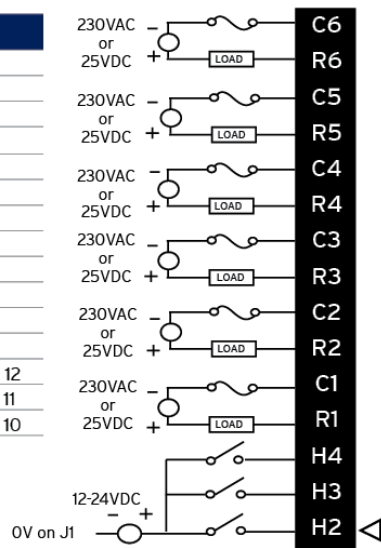 230VAC − C6
or
25VDC + LOAD R6
230VAC − C5
or
25VDC + LOAD R5
230VAC − C4
or
25VDC + LOAD R4
230VAC − C3
or
25VDC + LOAD R3
230VAC − C2
or
25VDC + LOAD R2
12
230VAC − C1
11
or
10
25VDC + LOAD R1
H4
12-24VDC H3
− +
0V on J1 H2